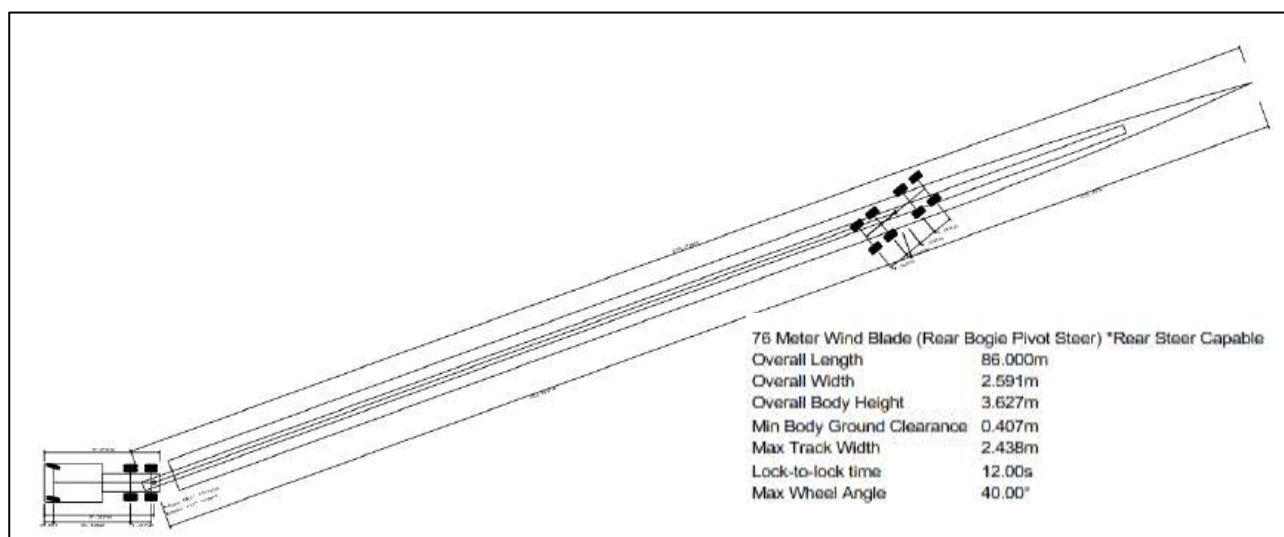 76 Meter Wind Blade (Rear Bogie Pivot Steer) *Rear Steer Capable
Overall Length 86.000m
Overall Width 2.591m
Overall Body Height 3.627m
Min Body Ground Clearance 0.407m
Max Track Width 2.438m
Lock-to-lock time 12.00s
Max Wheel Angle 40.00°